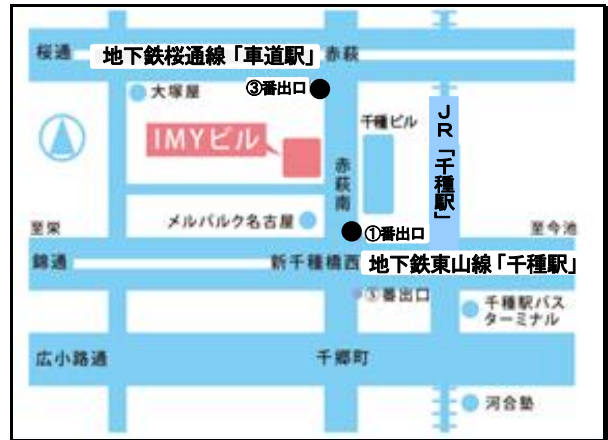 桜通
地下鉄桜通線「車道駅」
赤萩
大塚屋
③番出口
千種ビル
JR「千種駅」
IMYビル
赤萩南
メルパルク名古屋
①番出口
至栄
至今池
錦通
新千種橋西
地下鉄東山線「千種駅」
⑤番出口
千種駅バス
ターミナル
広小路通
千郷町
河合塾